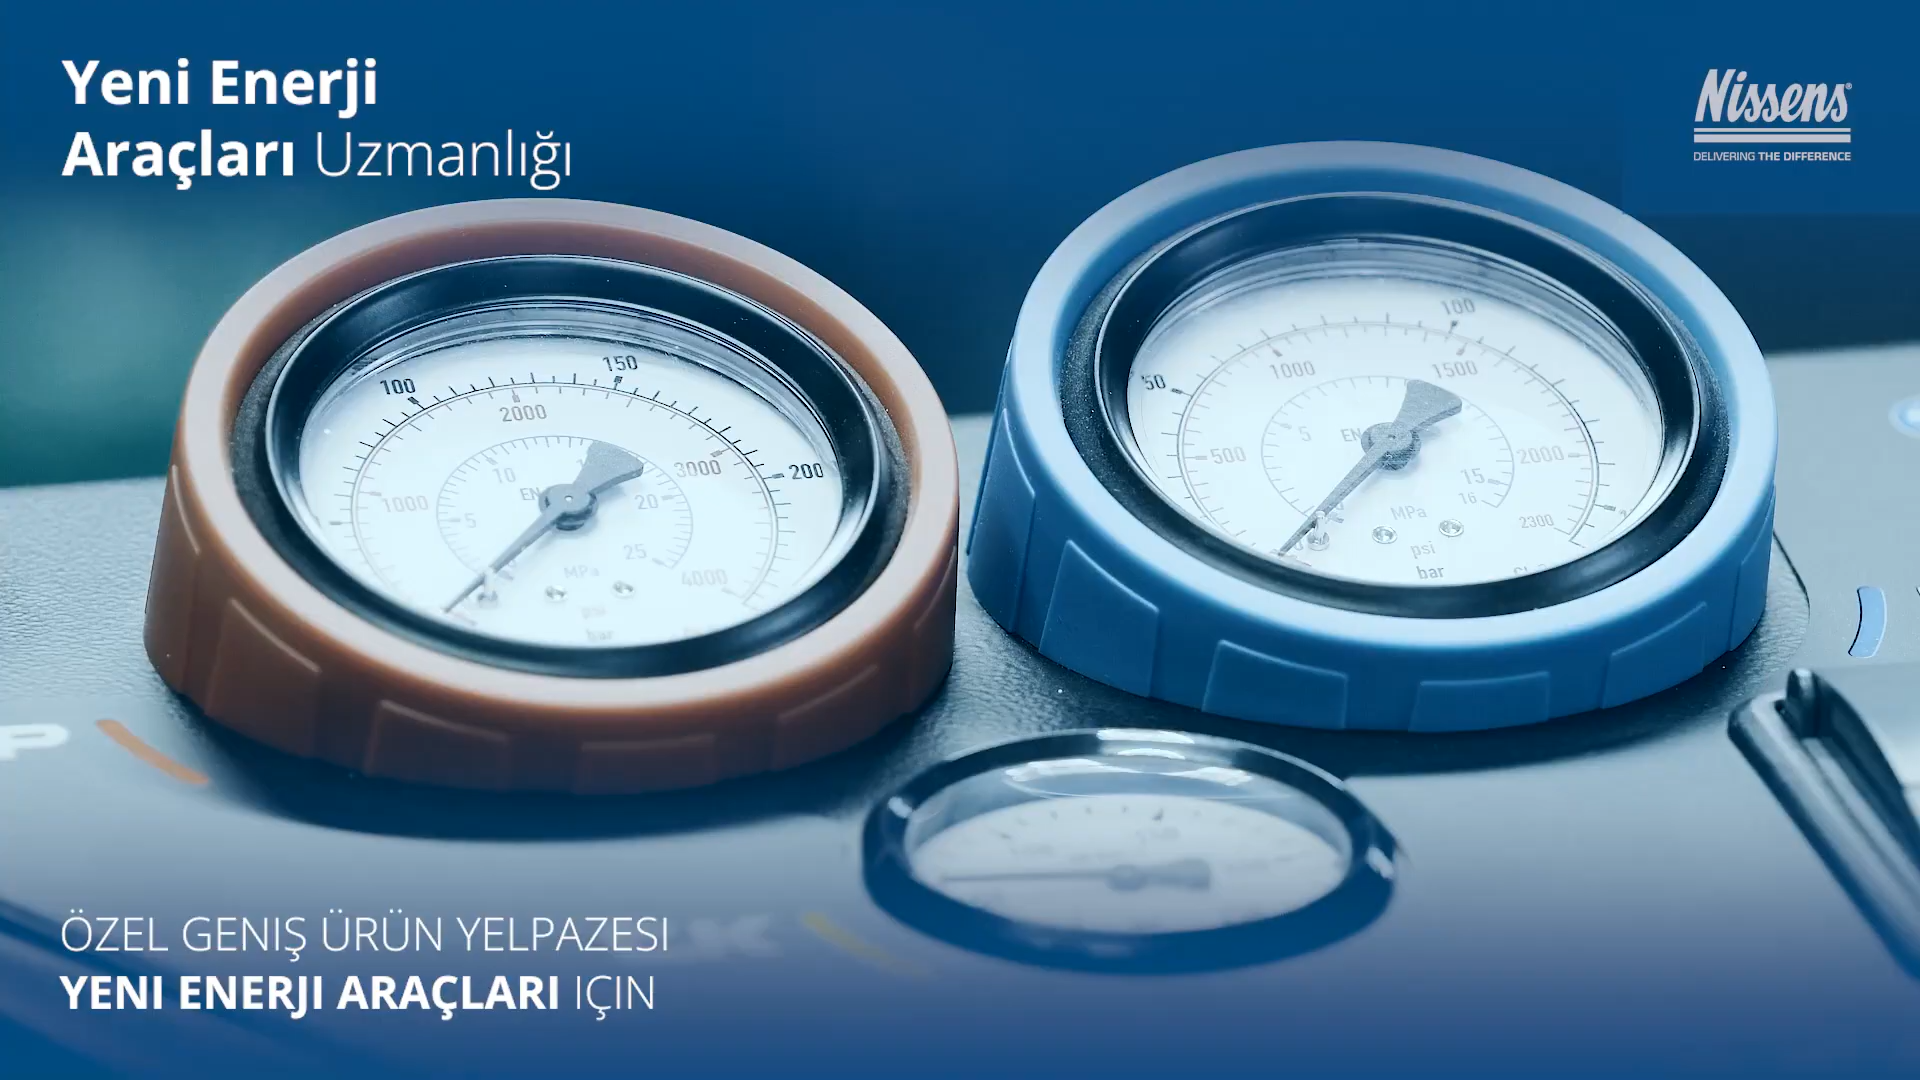 Yeni Enerji
Araçları Uzmanlığı
Nissens®
DELIVERING THE DIFFERENCE
100
150
2000
200
3000
1000
10
20
5
EN
25
4000
MPa
psi
bar
100
50
1000
1500
5
EN
500
2000
15
16
2300
MPa
psi
bar
P
ÖZEL GENIŞ ÜRÜN YELPAZESI
YENI ENERJI ARAÇLARI IÇIN